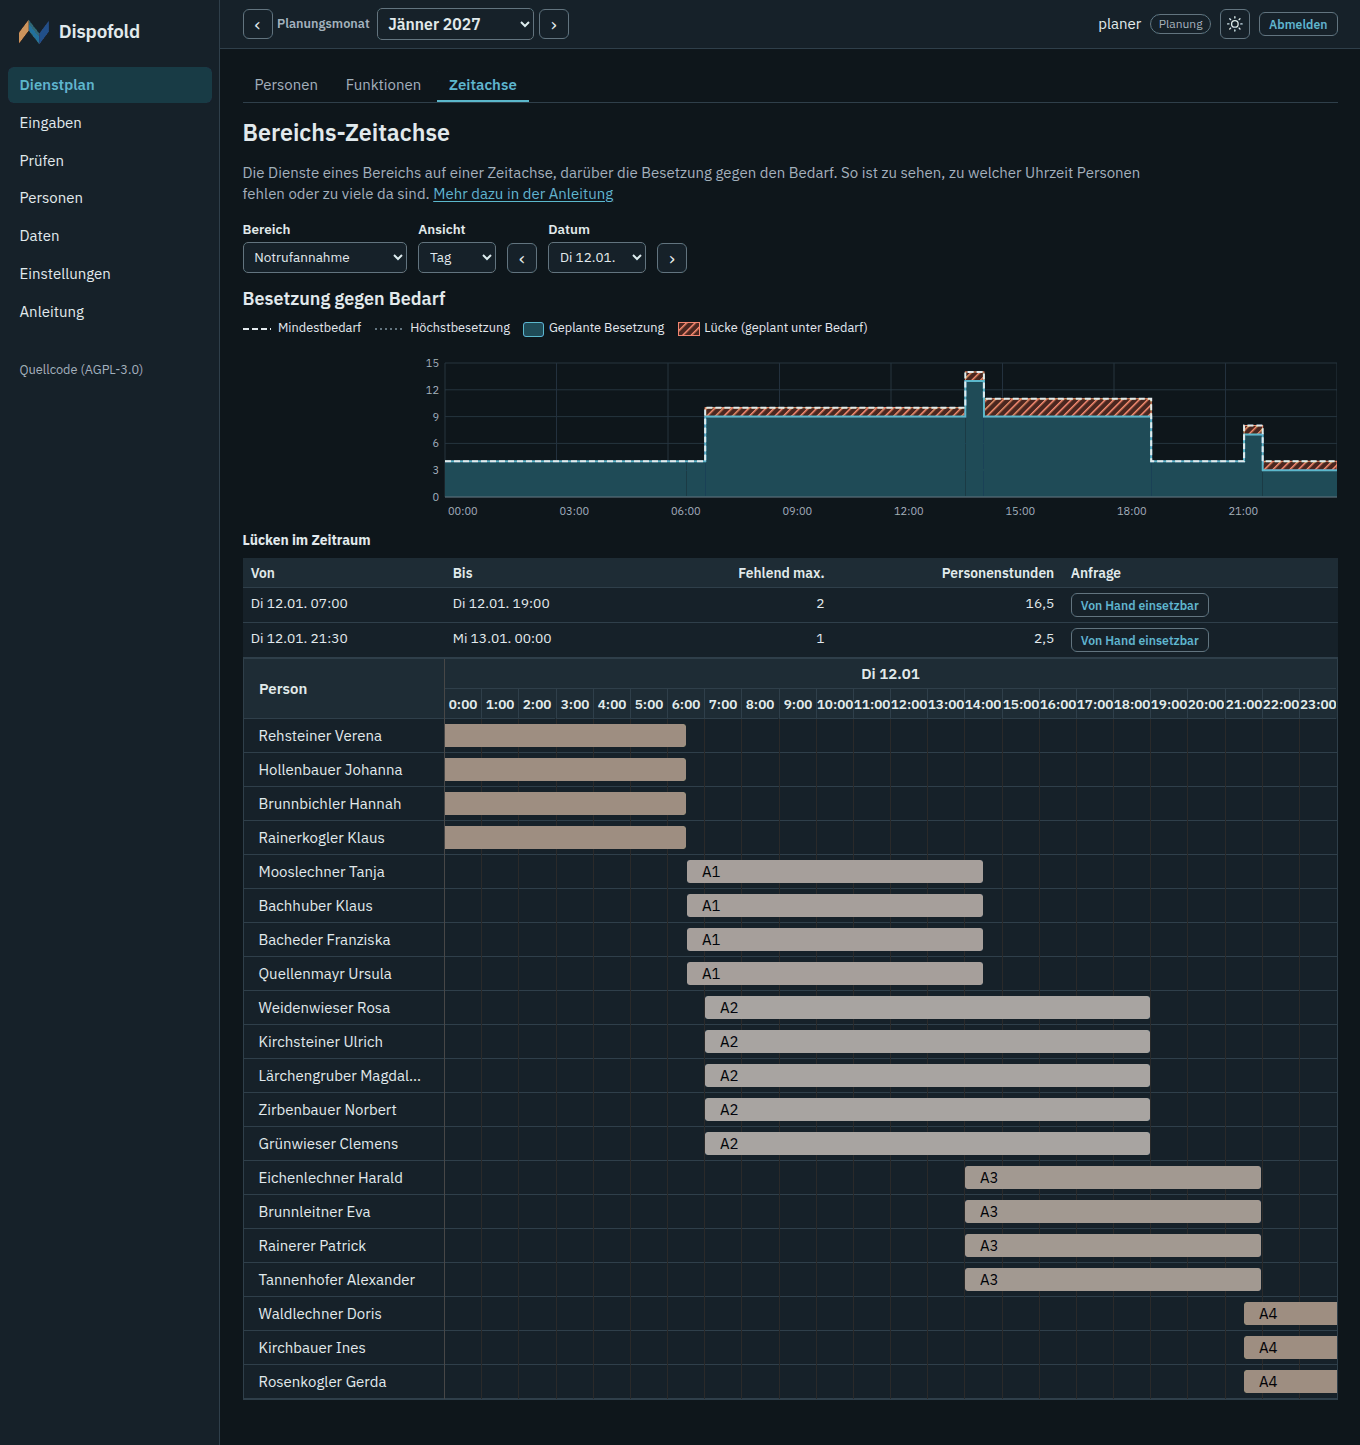 Dispofold
‹ Planungsmonat Jänner 2027 ›
planer Planung Abmelden
Dienstplan
Eingaben
Prüfen
Personen
Daten
Einstellungen
Anleitung
Quellcode (AGPL-3.0)
Personen Funktionen Zeitachse
Bereichs-Zeitachse
Die Dienste eines Bereichs auf einer Zeitachse, darüber die Besetzung gegen den Bedarf. So ist zu sehen, zu welcher Uhrzeit Personen
fehlen oder zu viele da sind. Mehr dazu in der Anleitung
Bereich Ansicht Datum
Notrufannahme Tag ‹ Di 12.01. ›
Besetzung gegen Bedarf
Mindestbedarf Höchstbesetzung Geplante Besetzung Lücke (geplant unter Bedarf)
15
12
9
6
3
0
00:00 03:00 06:00 09:00 12:00 15:00 18:00 21:00
Lücken im Zeitraum
Von Bis Fehlend max. Personenstunden Anfrage
Di 12.01. 07:00 Di 12.01. 19:00 2 16,5 Von Hand einsetzbar
Di 12.01. 21:30 Mi 13.01. 00:00 1 2,5 Von Hand einsetzbar
Person Di 12.01
0:00 1:00 2:00 3:00 4:00 5:00 6:00 7:00 8:00 9:00 10:00 11:00 12:00 13:00 14:00 15:00 16:00 17:00 18:00 19:00 20:00 21:00 22:00 23:00
Rehsteiner Verena
Hollenbauer Johanna
Brunnbichler Hannah
Rainerkogler Klaus
Mooslechner Tanja A1
Bachhuber Klaus A1
Bacheder Franziska A1
Quellenmayr Ursula A1
Weidenwieser Rosa A2
Kirchsteiner Ulrich A2
Lärchengruber Magdal... A2
Zirbenbauer Norbert A2
Grünwieser Clemens A2
Eichenlechner Harald A3
Brunnleitner Eva A3
Rainerer Patrick A3
Tannenhofer Alexander A3
Waldlechner Doris A4
Kirchbauer Ines A4
Rosenkogler Gerda A4